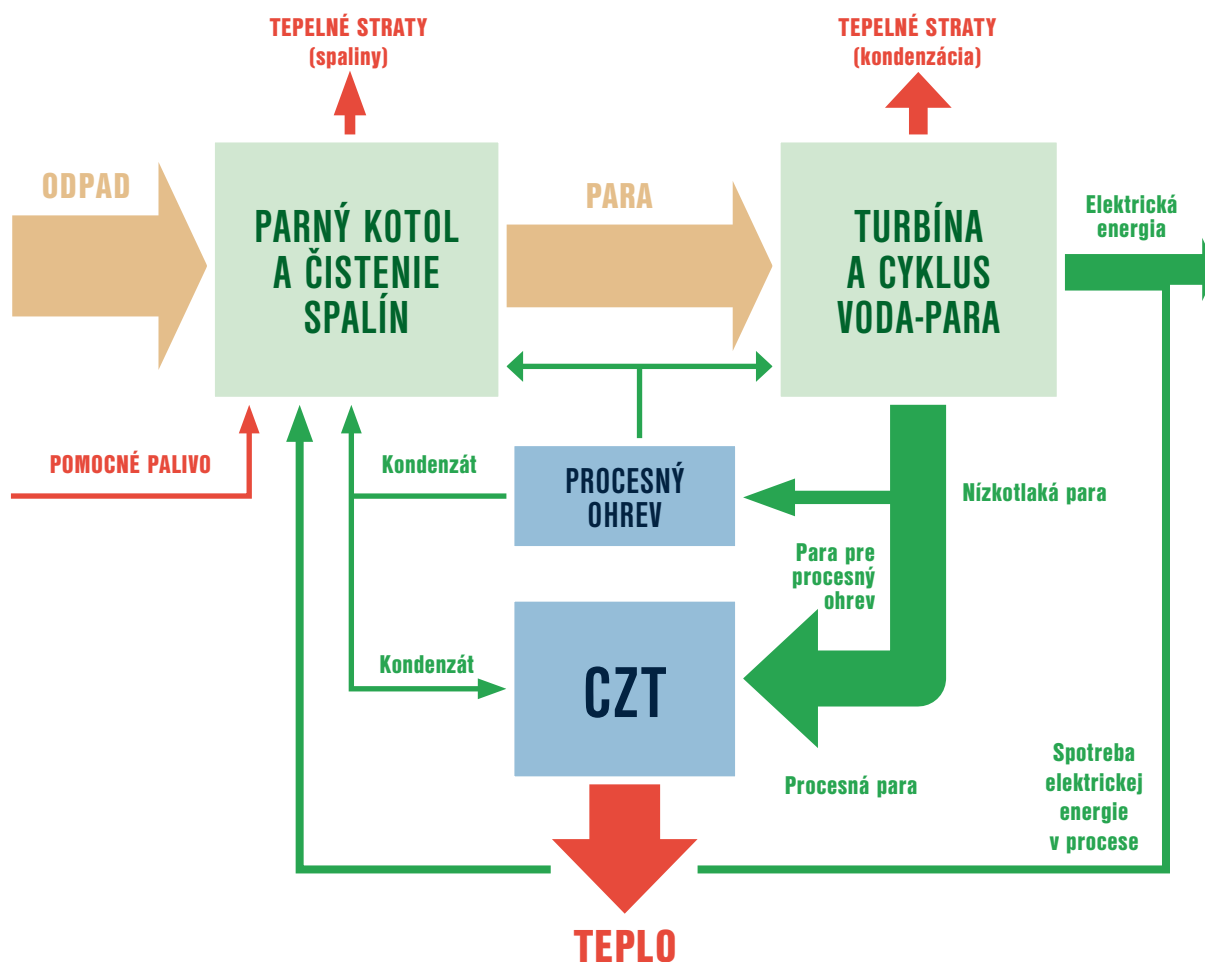 TEPELNÉ STRATY
(spaliny)
TEPELNÉ STRATY
(kondenzácia)
ODPAD
PARNÝ KOTOL
A ČISTENIE
SPALÍN
PARA
TURBÍNA
A CYKLUS
VODA-PARA
Elektrická
energia
POMOCNÉ PALIVO
Kondenzát
PROCESNÝ
OHREV
Nízkotlaká para
Para pre
procesný
ohrev
Kondenzát
CZT
Procesná para
Spotreba
elektrickej
energie
v procese
TEPLO